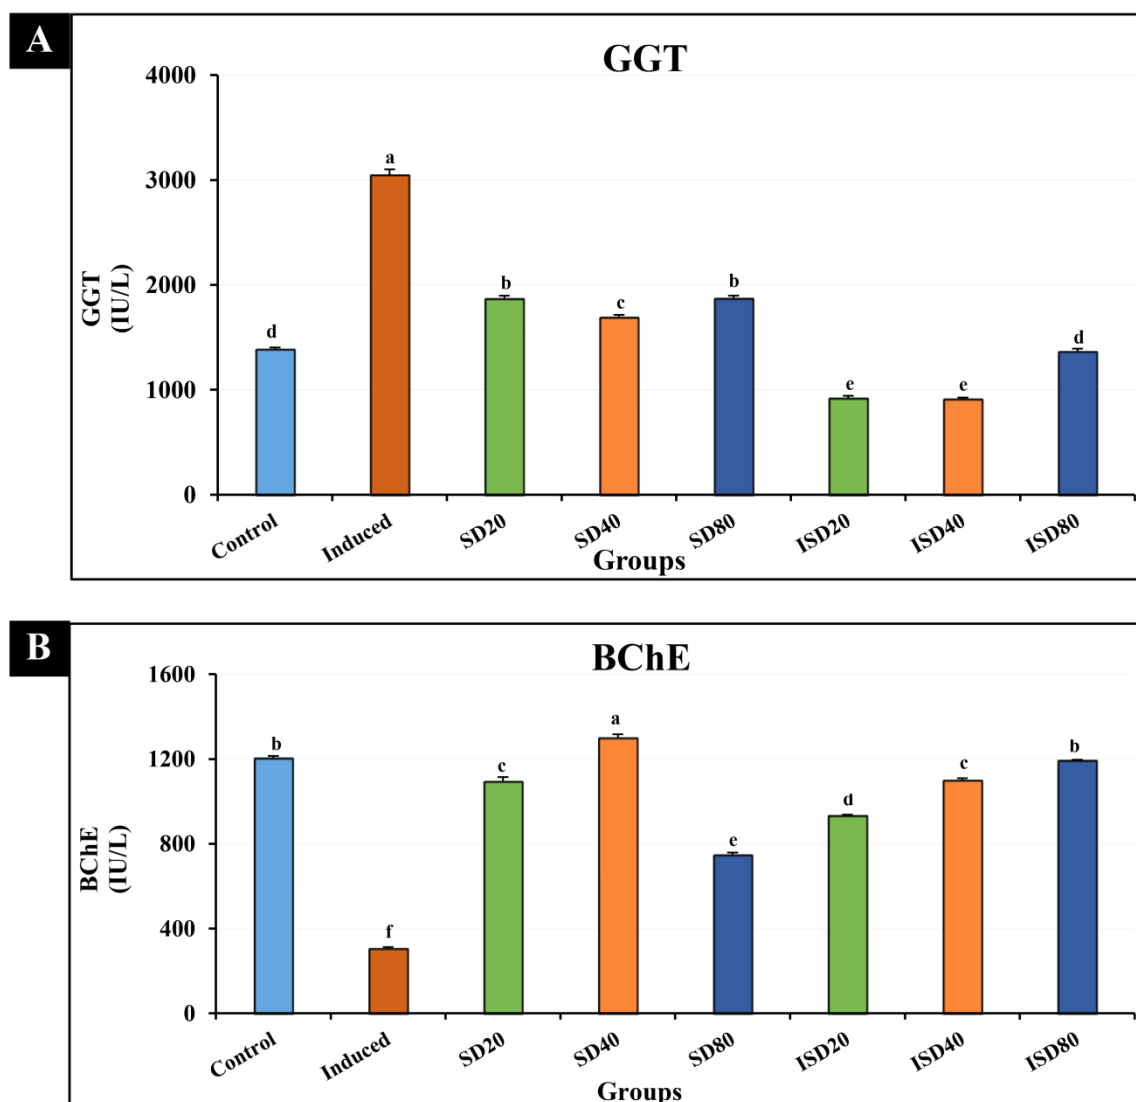 A
GGT
4000
3000
2000
1000
0
GGT
(IU/L)
a
b
b
c
d
d
e
e
Control
Induced
SD20
SD40
SD80
ISD20
ISD40
ISD80
Groups
B
BChE
1600
1200
800
400
0
BChE
(IU/L)
b
f
c
a
e
d
c
b
Control
Induced
SD20
SD40
SD80
ISD20
ISD40
ISD80
Groups